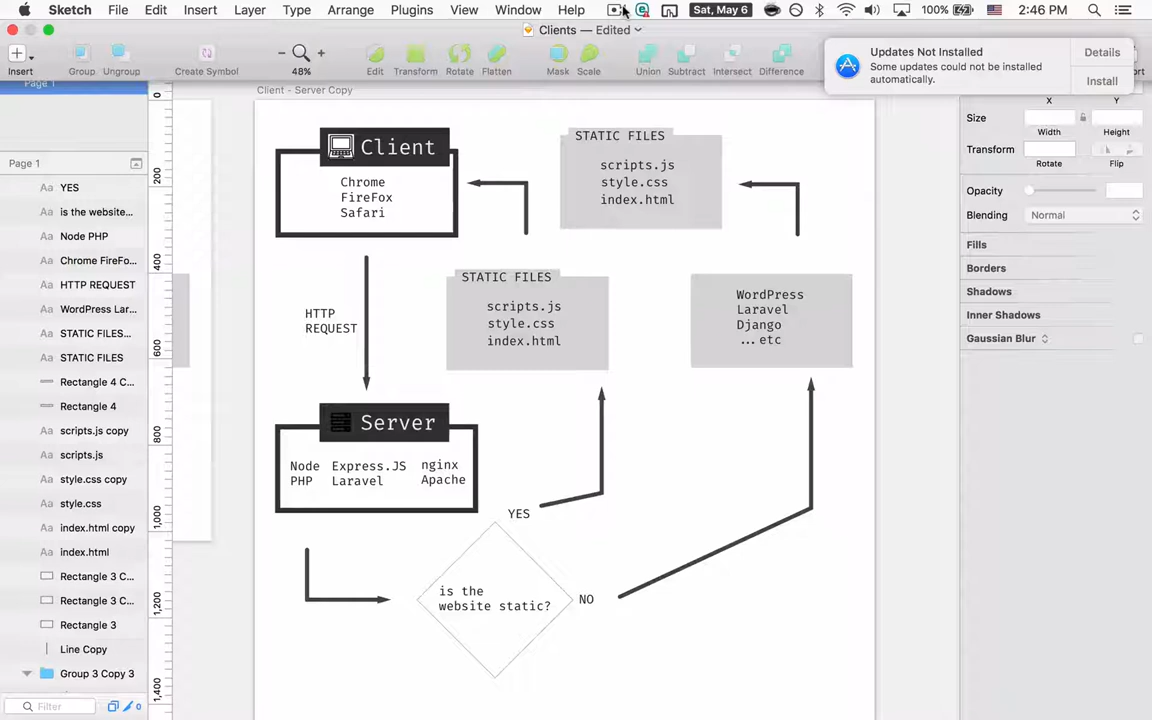 Sketch File Edit Insert Layer Type Arrange Plugins View Window Help Sat, May 6 100% 2:46 PM
Clients — Edited
Insert Group Ungroup Create Symbol 48% Edit Transform Rotate Flatten Mask Scale Union Subtract Intersect Difference
Updates Not Installed
Some updates could not be installed
automatically.
Details
Install
Page 1
Page 1
YES
is the website...
Node PHP
Chrome FireFo...
HTTP REQUEST
WordPress Lar...
STATIC FILES...
STATIC FILES
Rectangle 4 C...
Rectangle 4
scripts.js copy
scripts.js
style.css copy
style.css
index.html copy
index.html
Rectangle 3 C...
Rectangle 3 C...
Rectangle 3
Line Copy
Group 3 Copy 3
Filter
0
0
200
400
600
800
1,000
1,200
1,400
Client - Server Copy
Client
Chrome
FireFox
Safari
STATIC FILES
scripts.js
style.css
index.html
HTTP
REQUEST
STATIC FILES
scripts.js
style.css
index.html
WordPress
Laravel
Django
...etc
Server
Node
PHP
Express.JS
Laravel
nginx
Apache
YES
is the
website static?
NO
X
Y
Size
Width
Height
Transform
Rotate
Flip
Opacity
Blending
Normal
Fills
Borders
Shadows
Inner Shadows
Gaussian Blur